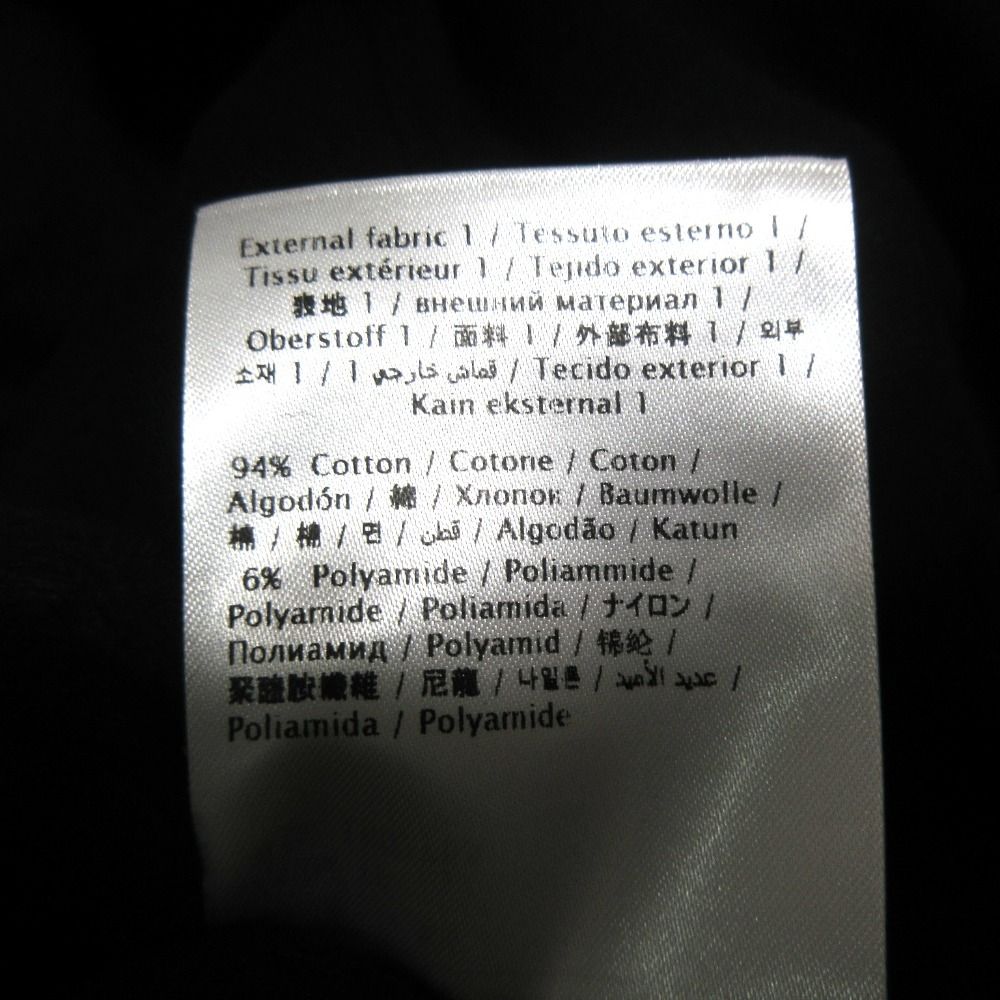 External fabric 1 / Tessuto esterno 1 /
Tissu extérieur 1 / Tejido exterior 1 /
表地 1 / внешний материал 1 /
Oberstoff 1 / 面料 1 / 外部布料 1 / 외부
소재 1 / 1 قماش خارجي / Tecido exterior 1 /
Kain eksternal 1
94% Cotton / Cotone / Coton /
Algodón / 綿 / Хлопок / Baumwolle /
棉 / 棉 / 면 / قطن / Algodão / Katun
6% Polyamide / Poliammide /
Polyamide / Poliamida / ナイロン /
Полиамид / Polyamid / 锦纶 /
聚醯胺纖維 / 尼龍 / 나일론 / عديد الأميد /
Poliamida / Polyamide